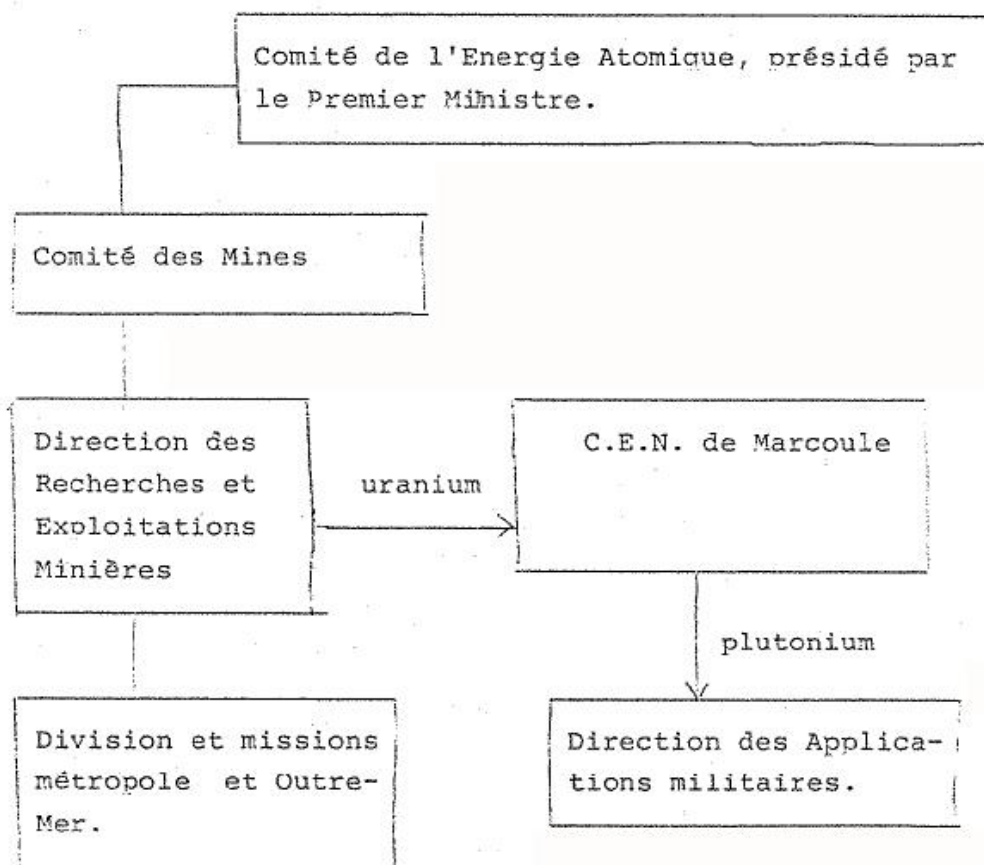 Comité de l'Energie Atomique, présidé par
le Premier Mihistre.
Comité des Mines
Direction des
Recherches et
Exploitations
Minières
uranium
C.E.N. de Marcoule
plutonium
Division et missions
métropole et Outre-
Mer.
Direction des Applica-
tions militaires.